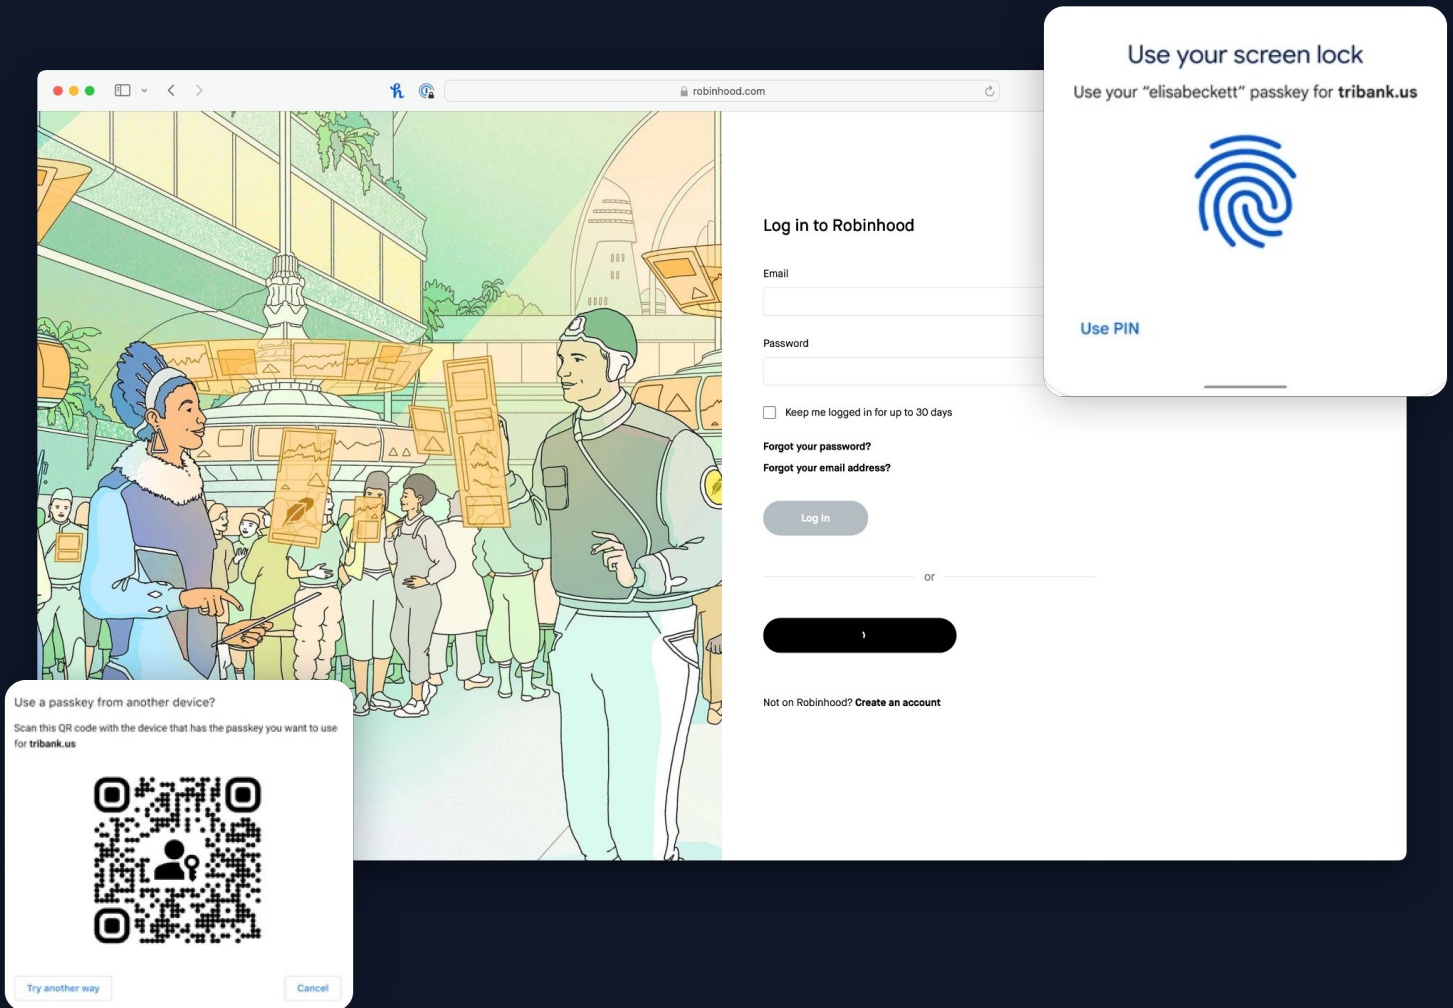 robinhood.com
Use your screen lock
Use your “elisabeckett” passkey for tribank.us
Use PIN
Log in to Robinhood
Email
Password
Keep me logged in for up to 30 days
Forgot your password?
Forgot your email address?
Log In
or
Not on Robinhood? Create an account
Use a passkey from another device?
Scan this QR code with the device that has the passkey you want to use
for tribank.us
Try another way
Cancel